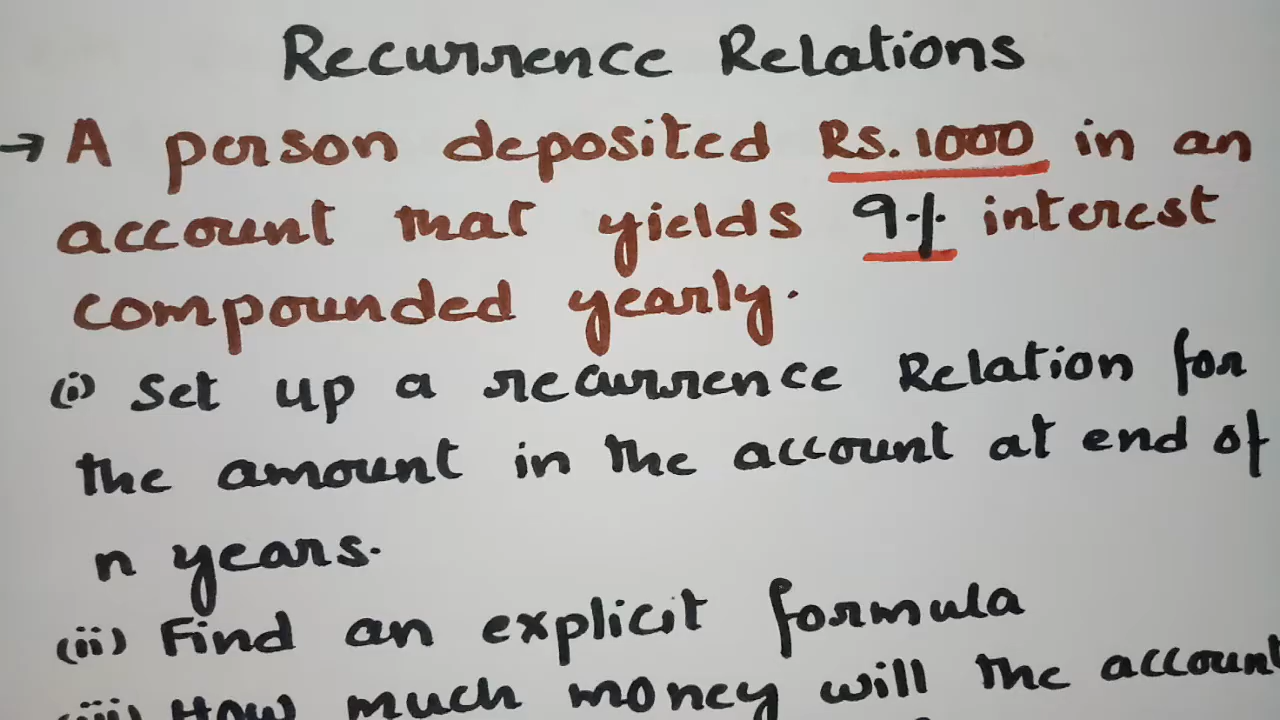 Recurrence Relations
→ A person deposited Rs. 1000 in an
account that yields 9% interest
compounded yearly.
(i) Set up a recurrence Relation for
the amount in the account at end of
n years.
(ii) Find an explicit formula
(iii) How much money will the account